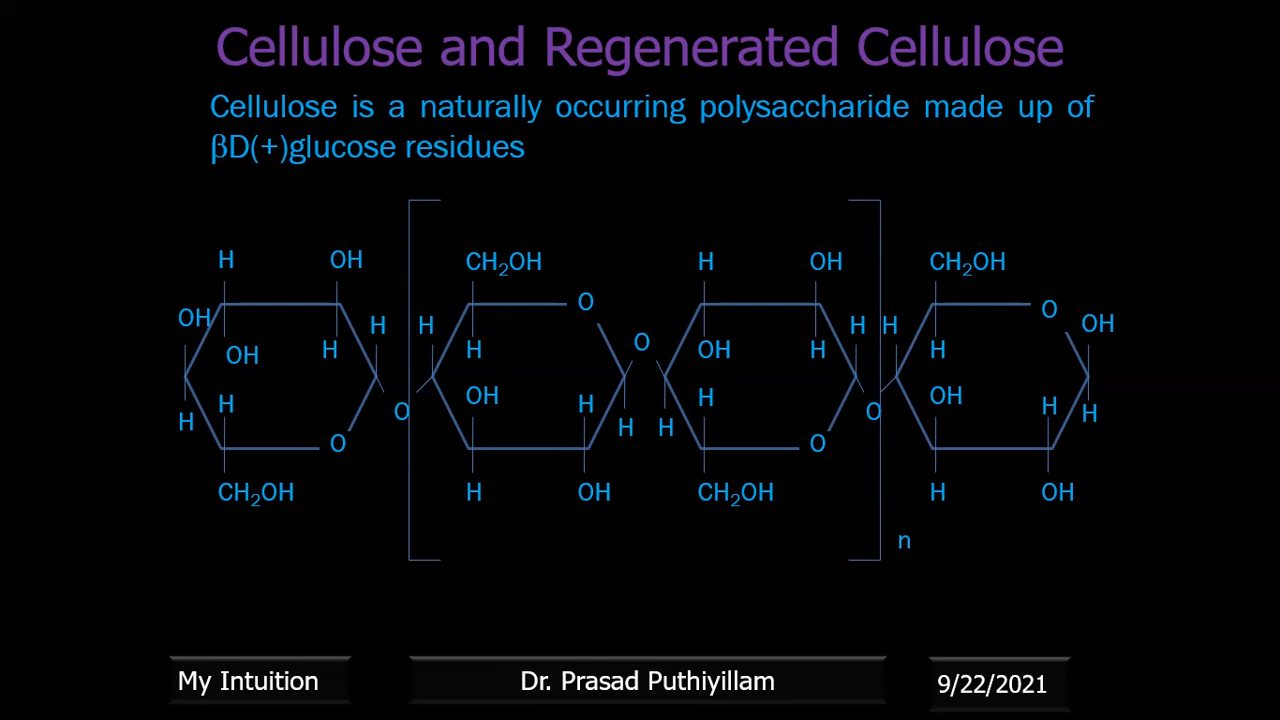 Cellulose and Regenerated Cellulose
Cellulose is a naturally occurring polysaccharide made up of
βD(+)glucose residues
H OH CH₂OH H OH CH₂OH
O O
OH H H O H H OH
OH H H OH H H
H H OH H H OH H H
H O H H O O O
CH₂OH H OH CH₂OH H OH
n
My Intuition Dr. Prasad Puthiyillam 9/22/2021